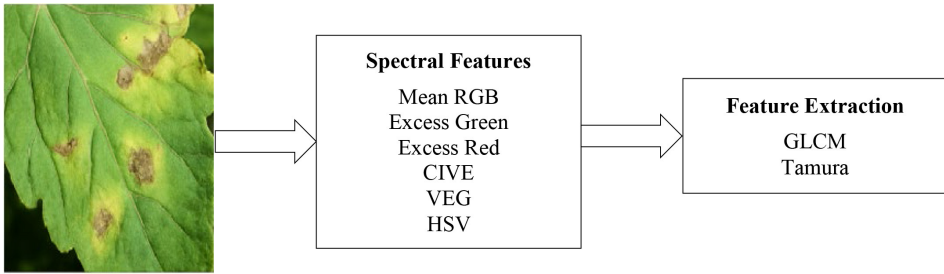 Spectral Features
Mean RGB
Excess Green
Excess Red
CIVE
VEG
HSV
Feature Extraction
GLCM
Tamura